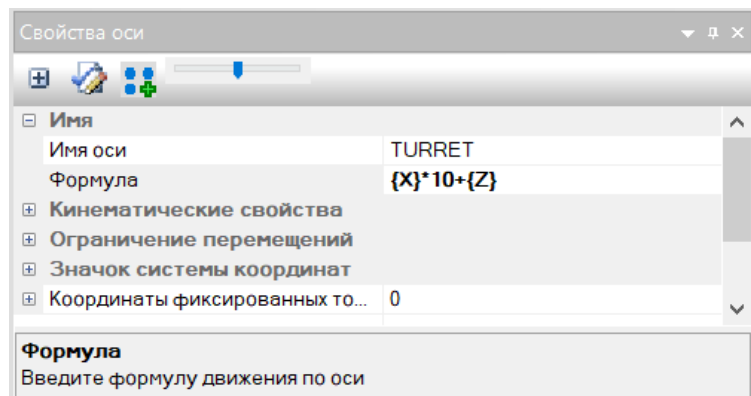 Свойства оси
Имя
Имя оси TURRET
Формула {X}*10+{Z}
Кинематические свойства
Ограничение перемещений
Значок системы координат
Координаты фиксированных то... 0
Формула
Введите формулу движения по оси